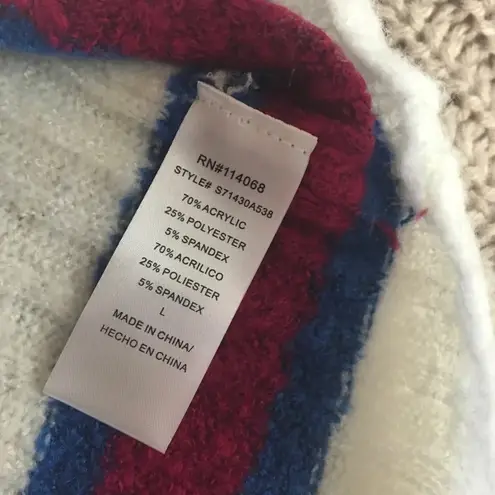 RN#114068
STYLE# S71430A538
70% ACRYLIC
25% POLYESTER
5% SPANDEX
70% ACRILICO
25% POLIESTER
5% SPANDEX
L
MADE IN CHINA/
HECHO EN CHINA